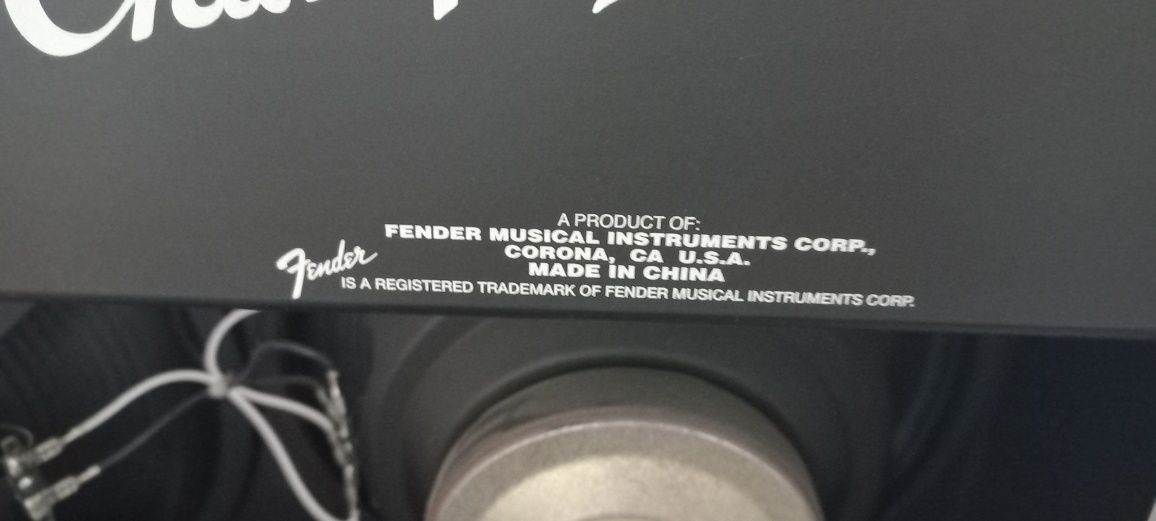 A PRODUCT OF:
FENDER MUSICAL INSTRUMENTS CORP.,
CORONA, CA U.S.A.
MADE IN CHINA
Fender
IS A REGISTERED TRADEMARK OF FENDER MUSICAL INSTRUMENTS CORP.